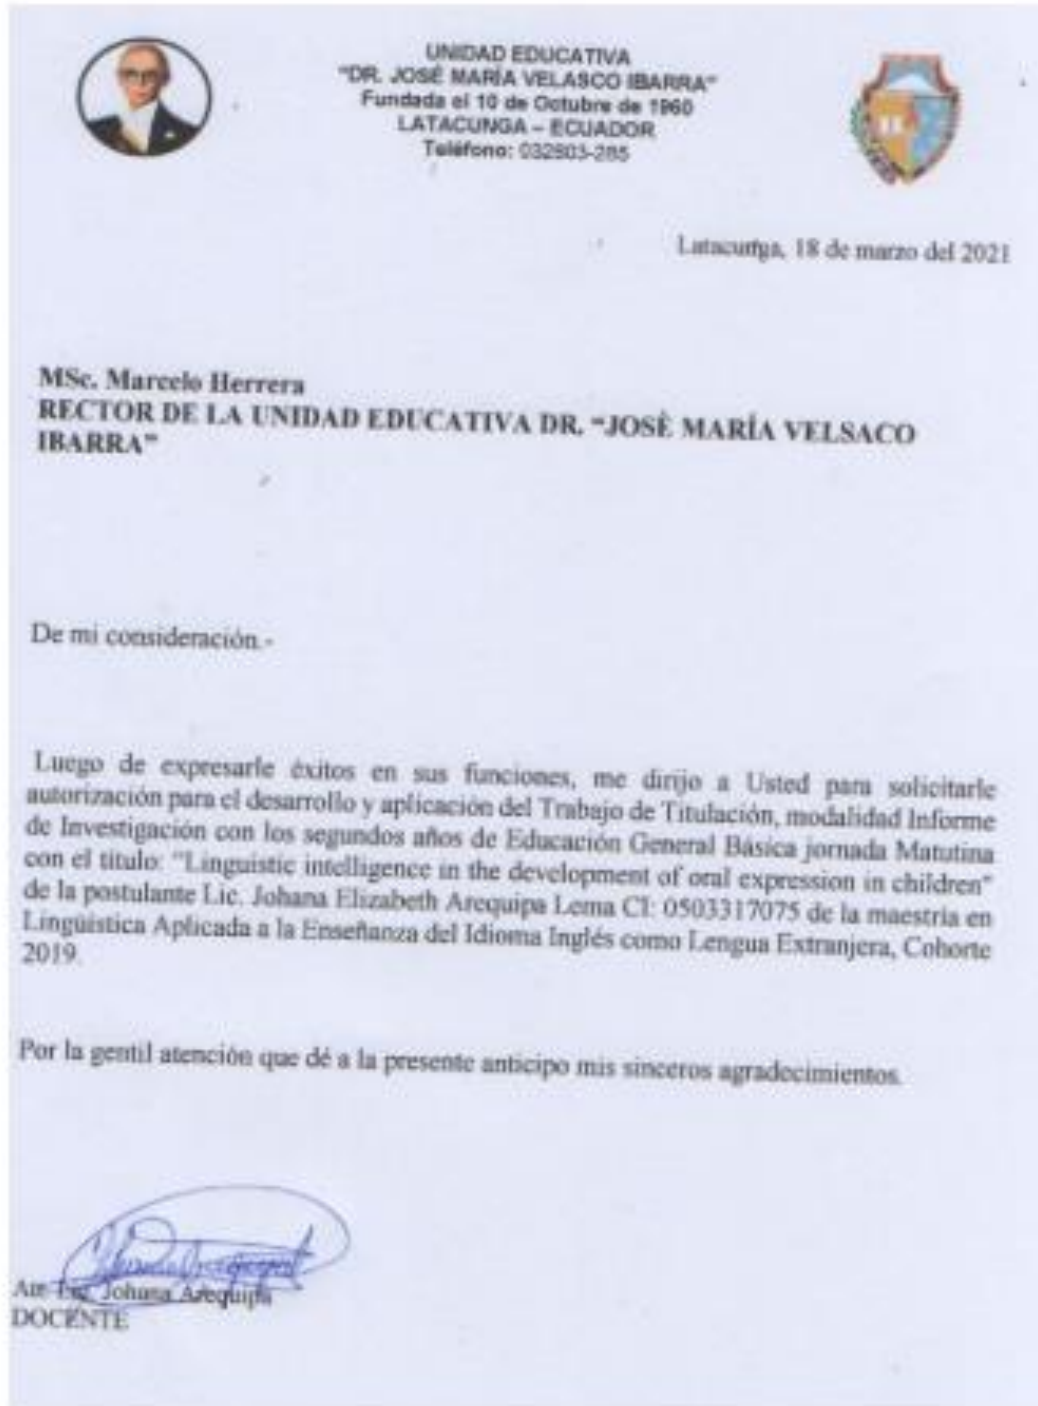 UNIDAD EDUCATIVA
"DR. JOSÉ MARÍA VELASCO IBARRA"
Fundada el 10 de Octubre de 1960
LATACUNGA – ECUADOR
Teléfono: 032803-285
Latacunga, 18 de marzo del 2021
MSc. Marcelo Herrera
RECTOR DE LA UNIDAD EDUCATIVA DR. “JOSÈ MARÍA VELSACO
IBARRA”
De mi consideración.-
Luego de expresarle éxitos en sus funciones, me dirijo a Usted para solicitarle
autorización para el desarrollo y aplicación del Trabajo de Titulación, modalidad Informe
de Investigación con los segundos años de Educación General Básica jornada Matutina
con el titulo: “Linguistic intelligence in the development of oral expression in children”
de la postulante Lic. Johana Elizabeth Arequipa Lema CI: 0503317075 de la maestría en
Lingüística Aplicada a la Enseñanza del Idioma Inglés como Lengua Extranjera, Cohorte
2019.
Por la gentil atención que dé a la presente anticipo mis sinceros agradecimientos.
Johana Arequipa
DOCENTE